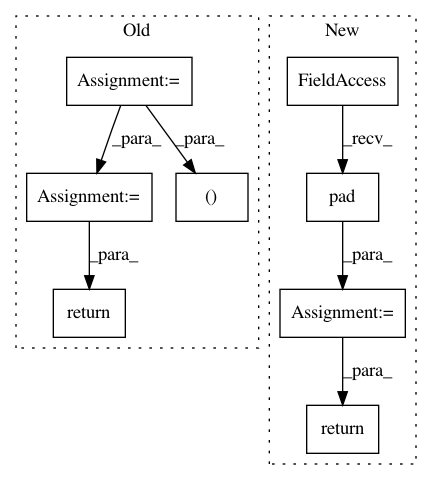 Old
New
Assignment:=
FieldAccess
_para_
_para_
_recv_
Assignment:=
()
pad
_para_
_para_
return
Assignment:=
_para_
return